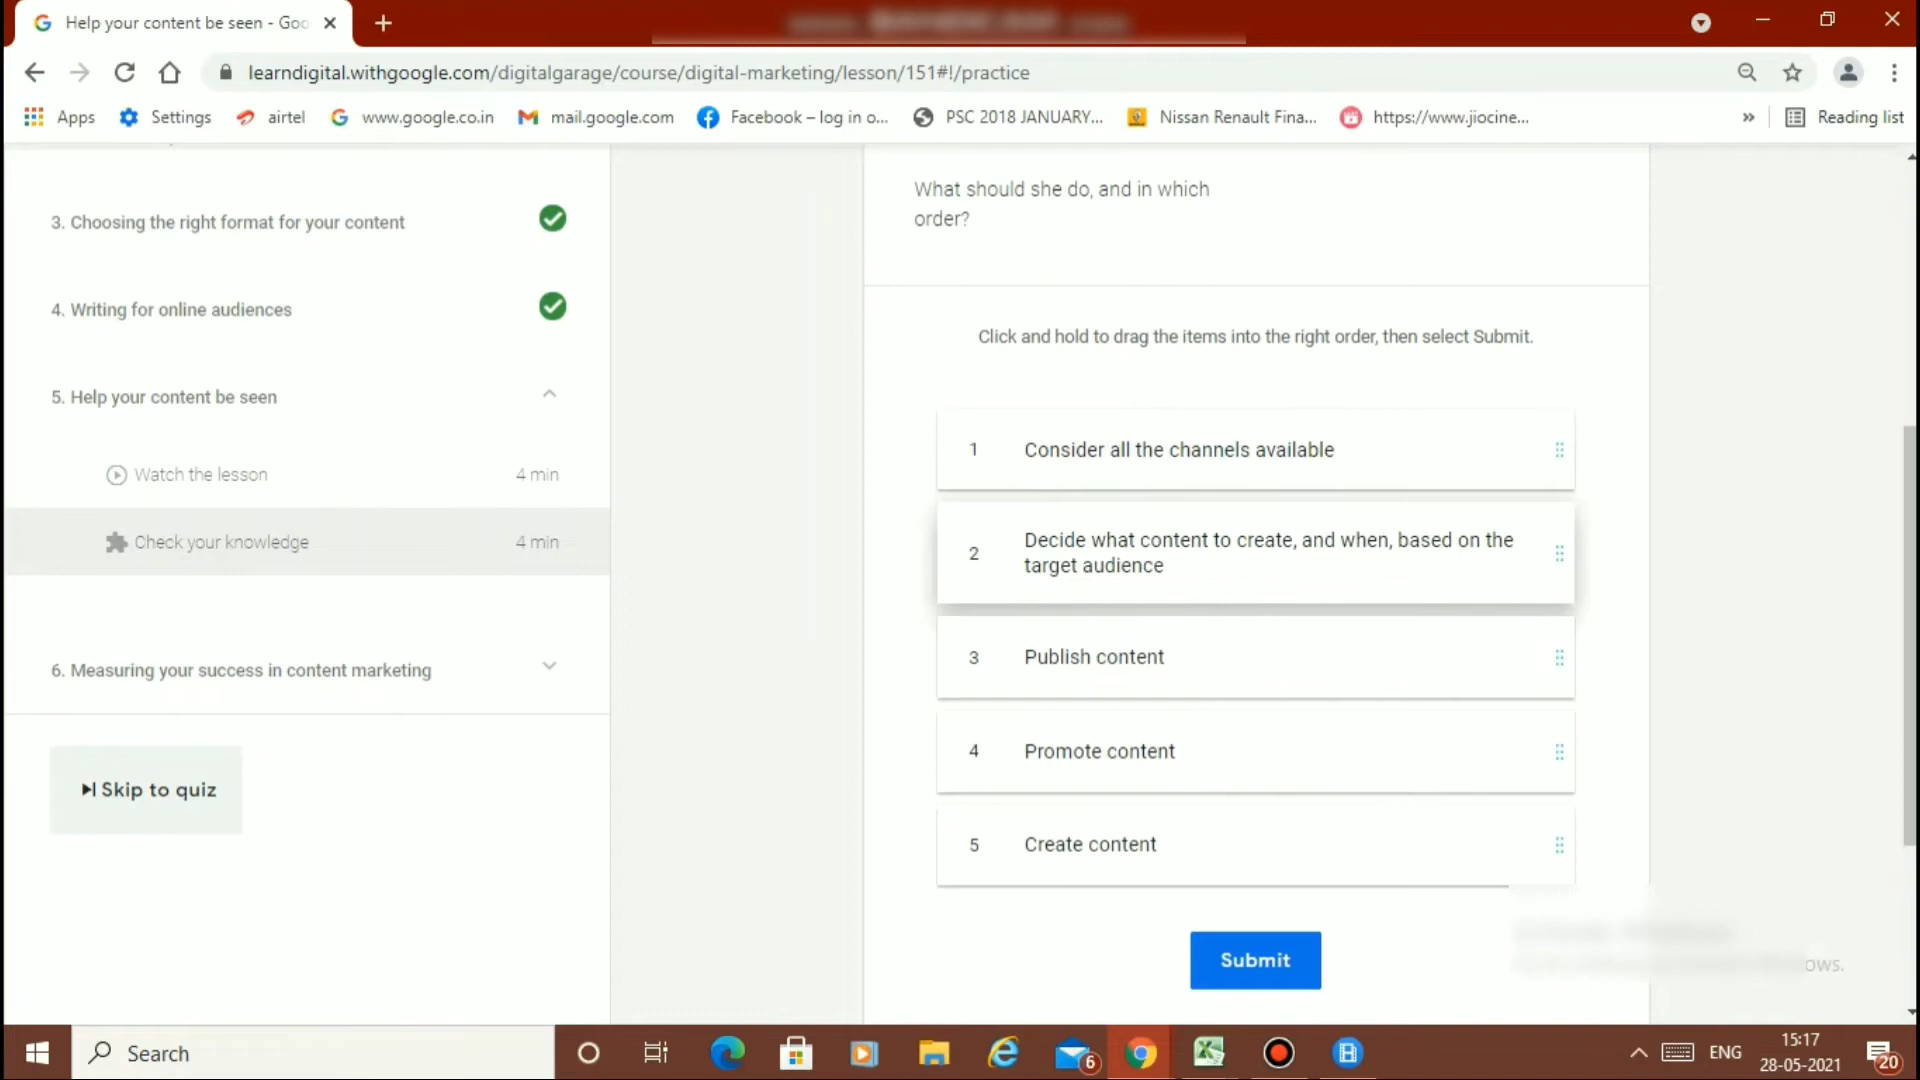 Help your content be seen - Goo
learndigital.withgoogle.com/digitalgarage/course/digital-marketing/lesson/151#!/practice
Apps
Settings
airtel
www.google.co.in
mail.google.com
Facebook – log in o...
PSC 2018 JANUARY...
Nissan Renault Fina...
https://www.jiocine...
»
Reading list
3. Choosing the right format for your content
4. Writing for online audiences
5. Help your content be seen
Watch the lesson
4 min
Check your knowledge
4 min
6. Measuring your success in content marketing
Skip to quiz
What should she do, and in which
order?
Click and hold to drag the items into the right order, then select Submit.
1
Consider all the channels available
2
Decide what content to create, and when, based on the
target audience
3
Publish content
4
Promote content
5
Create content
Submit
Search
6
ENG
15:17
28-05-2021
20